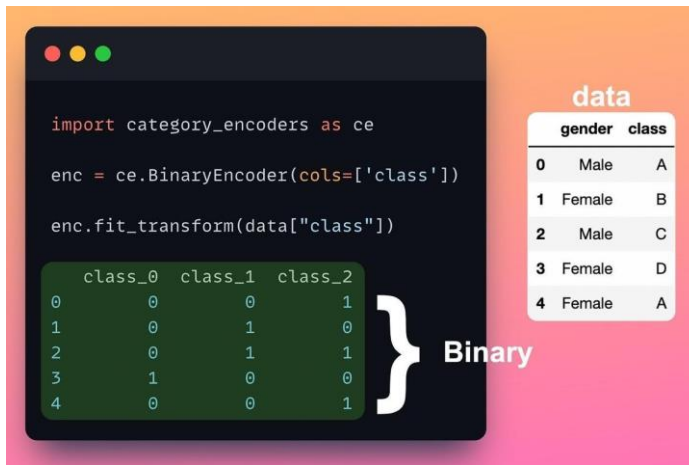 import category_encoders as ce
enc = ce.BinaryEncoder(cols=['class'])
enc.fit_transform(data["class"])
class_0 class_1 class_2
0 0 0 1
1 0 1 0
2 0 1 1
3 1 0 0
4 0 0 1
} Binary
data
gender class
0 Male A
1 Female B
2 Male C
3 Female D
4 Female A